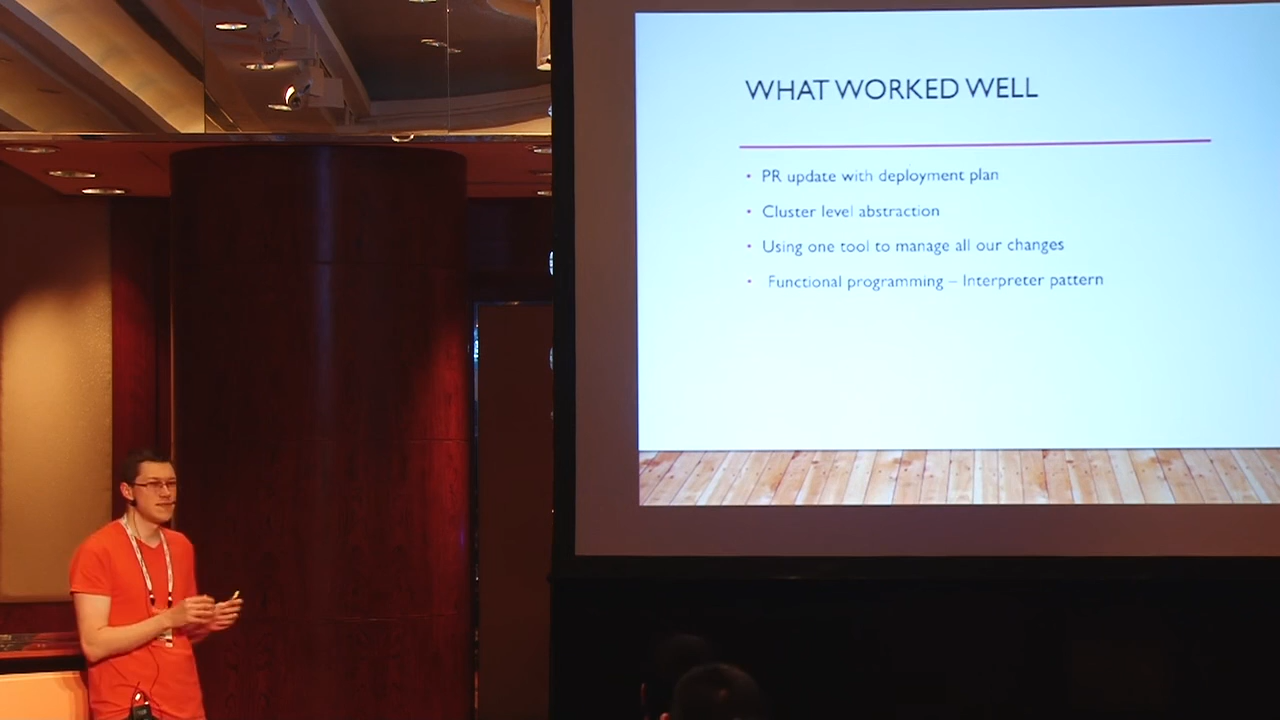 WHAT WORKED WELL
• PR update with deployment plan
• Cluster level abstraction
• Using one tool to manage all our changes
• Functional programming – Interpreter pattern